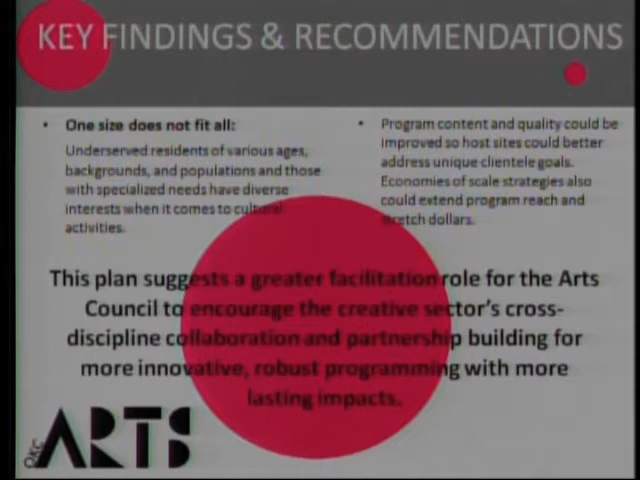 KEY FINDINGS & RECOMMENDATIONS
• One size does not fit all:
Underserved residents of various ages,
backgrounds, and populations and those
with specialized needs have diverse
interests when it comes to cultural
activities.
• Program content and quality could be
improved so host sites could better
address unique clientele goals.
Economies of scale strategies also
could extend program reach and
stretch dollars.
This plan suggests a greater facilitation role for the Arts
Council to encourage the creative sector's cross-
discipline collaboration and partnership building for
more innovative, robust programming with more
lasting impacts.
OKC ARTS